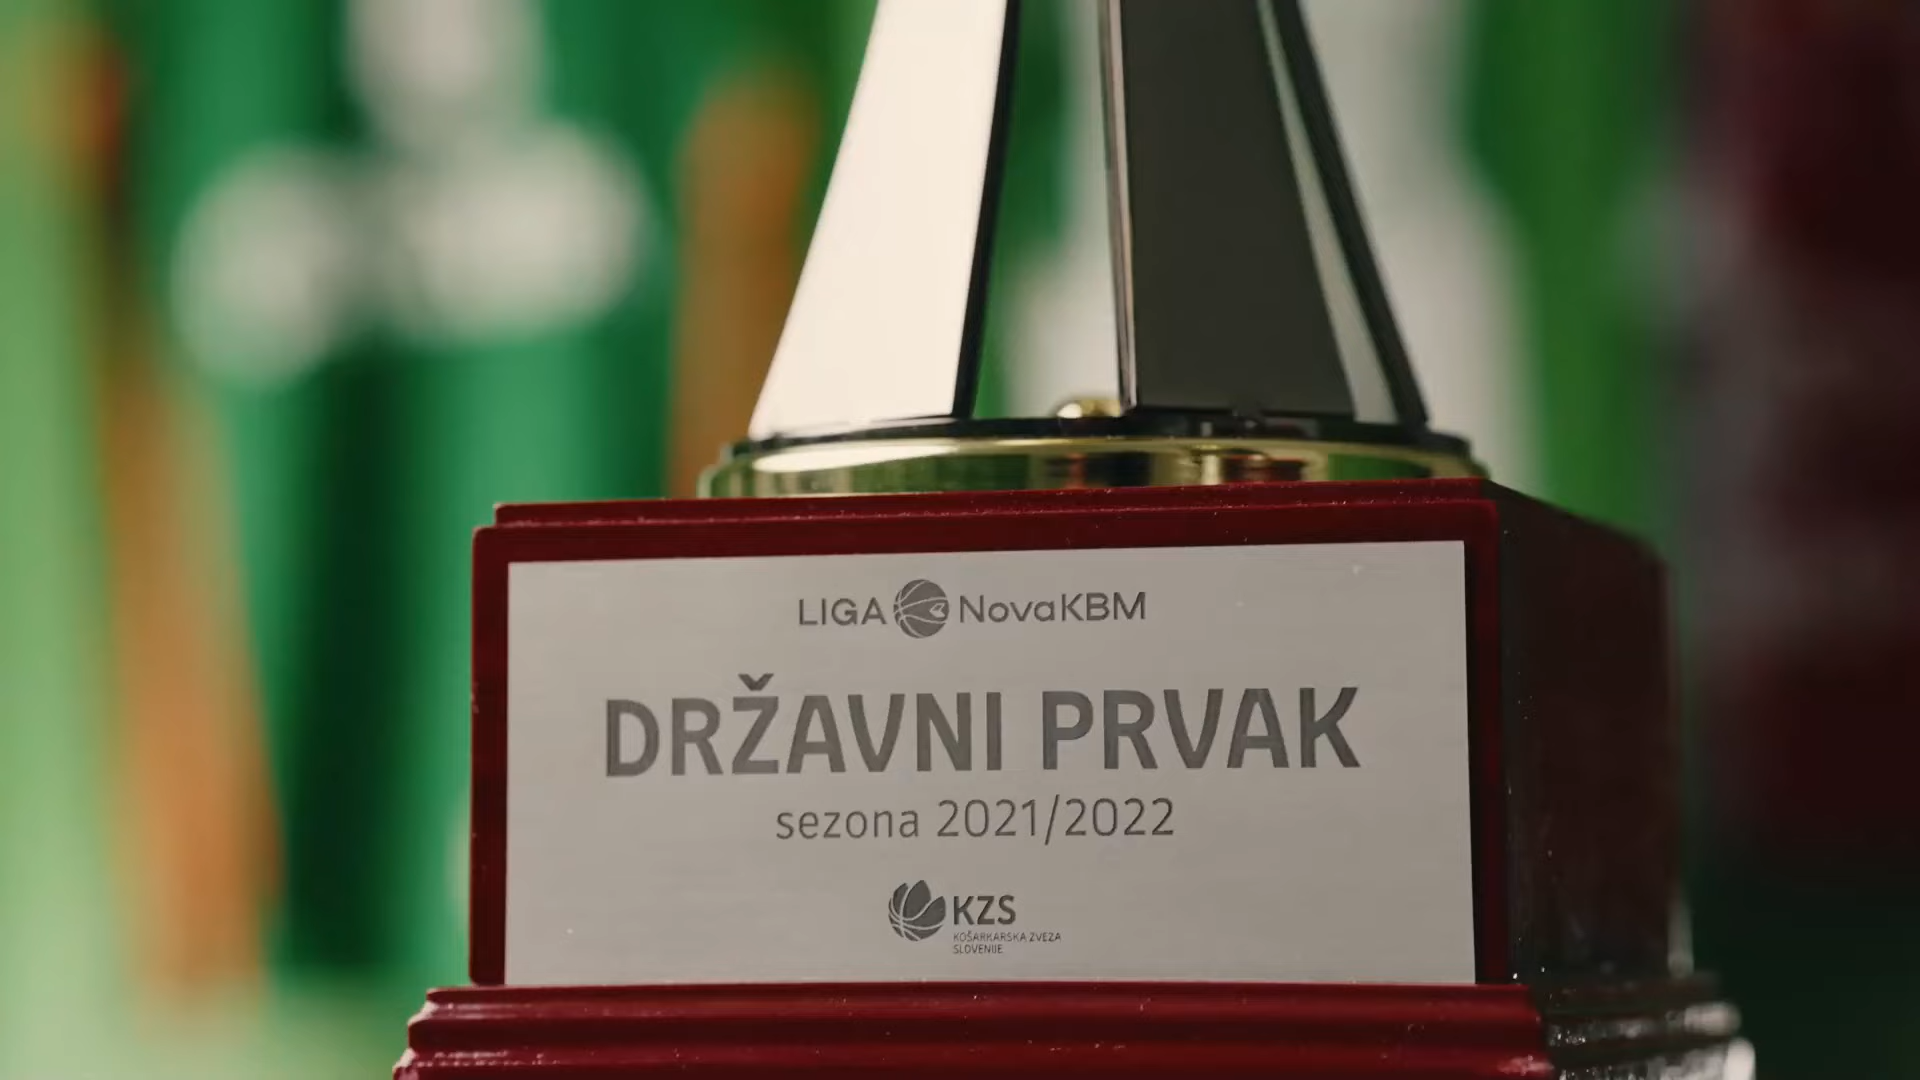 LIGA NovaKBM
DRŽAVNI PRVAK
sezona 2021/2022
KZS
KOŠARKARSKA ZVEZA
SLOVENIJE